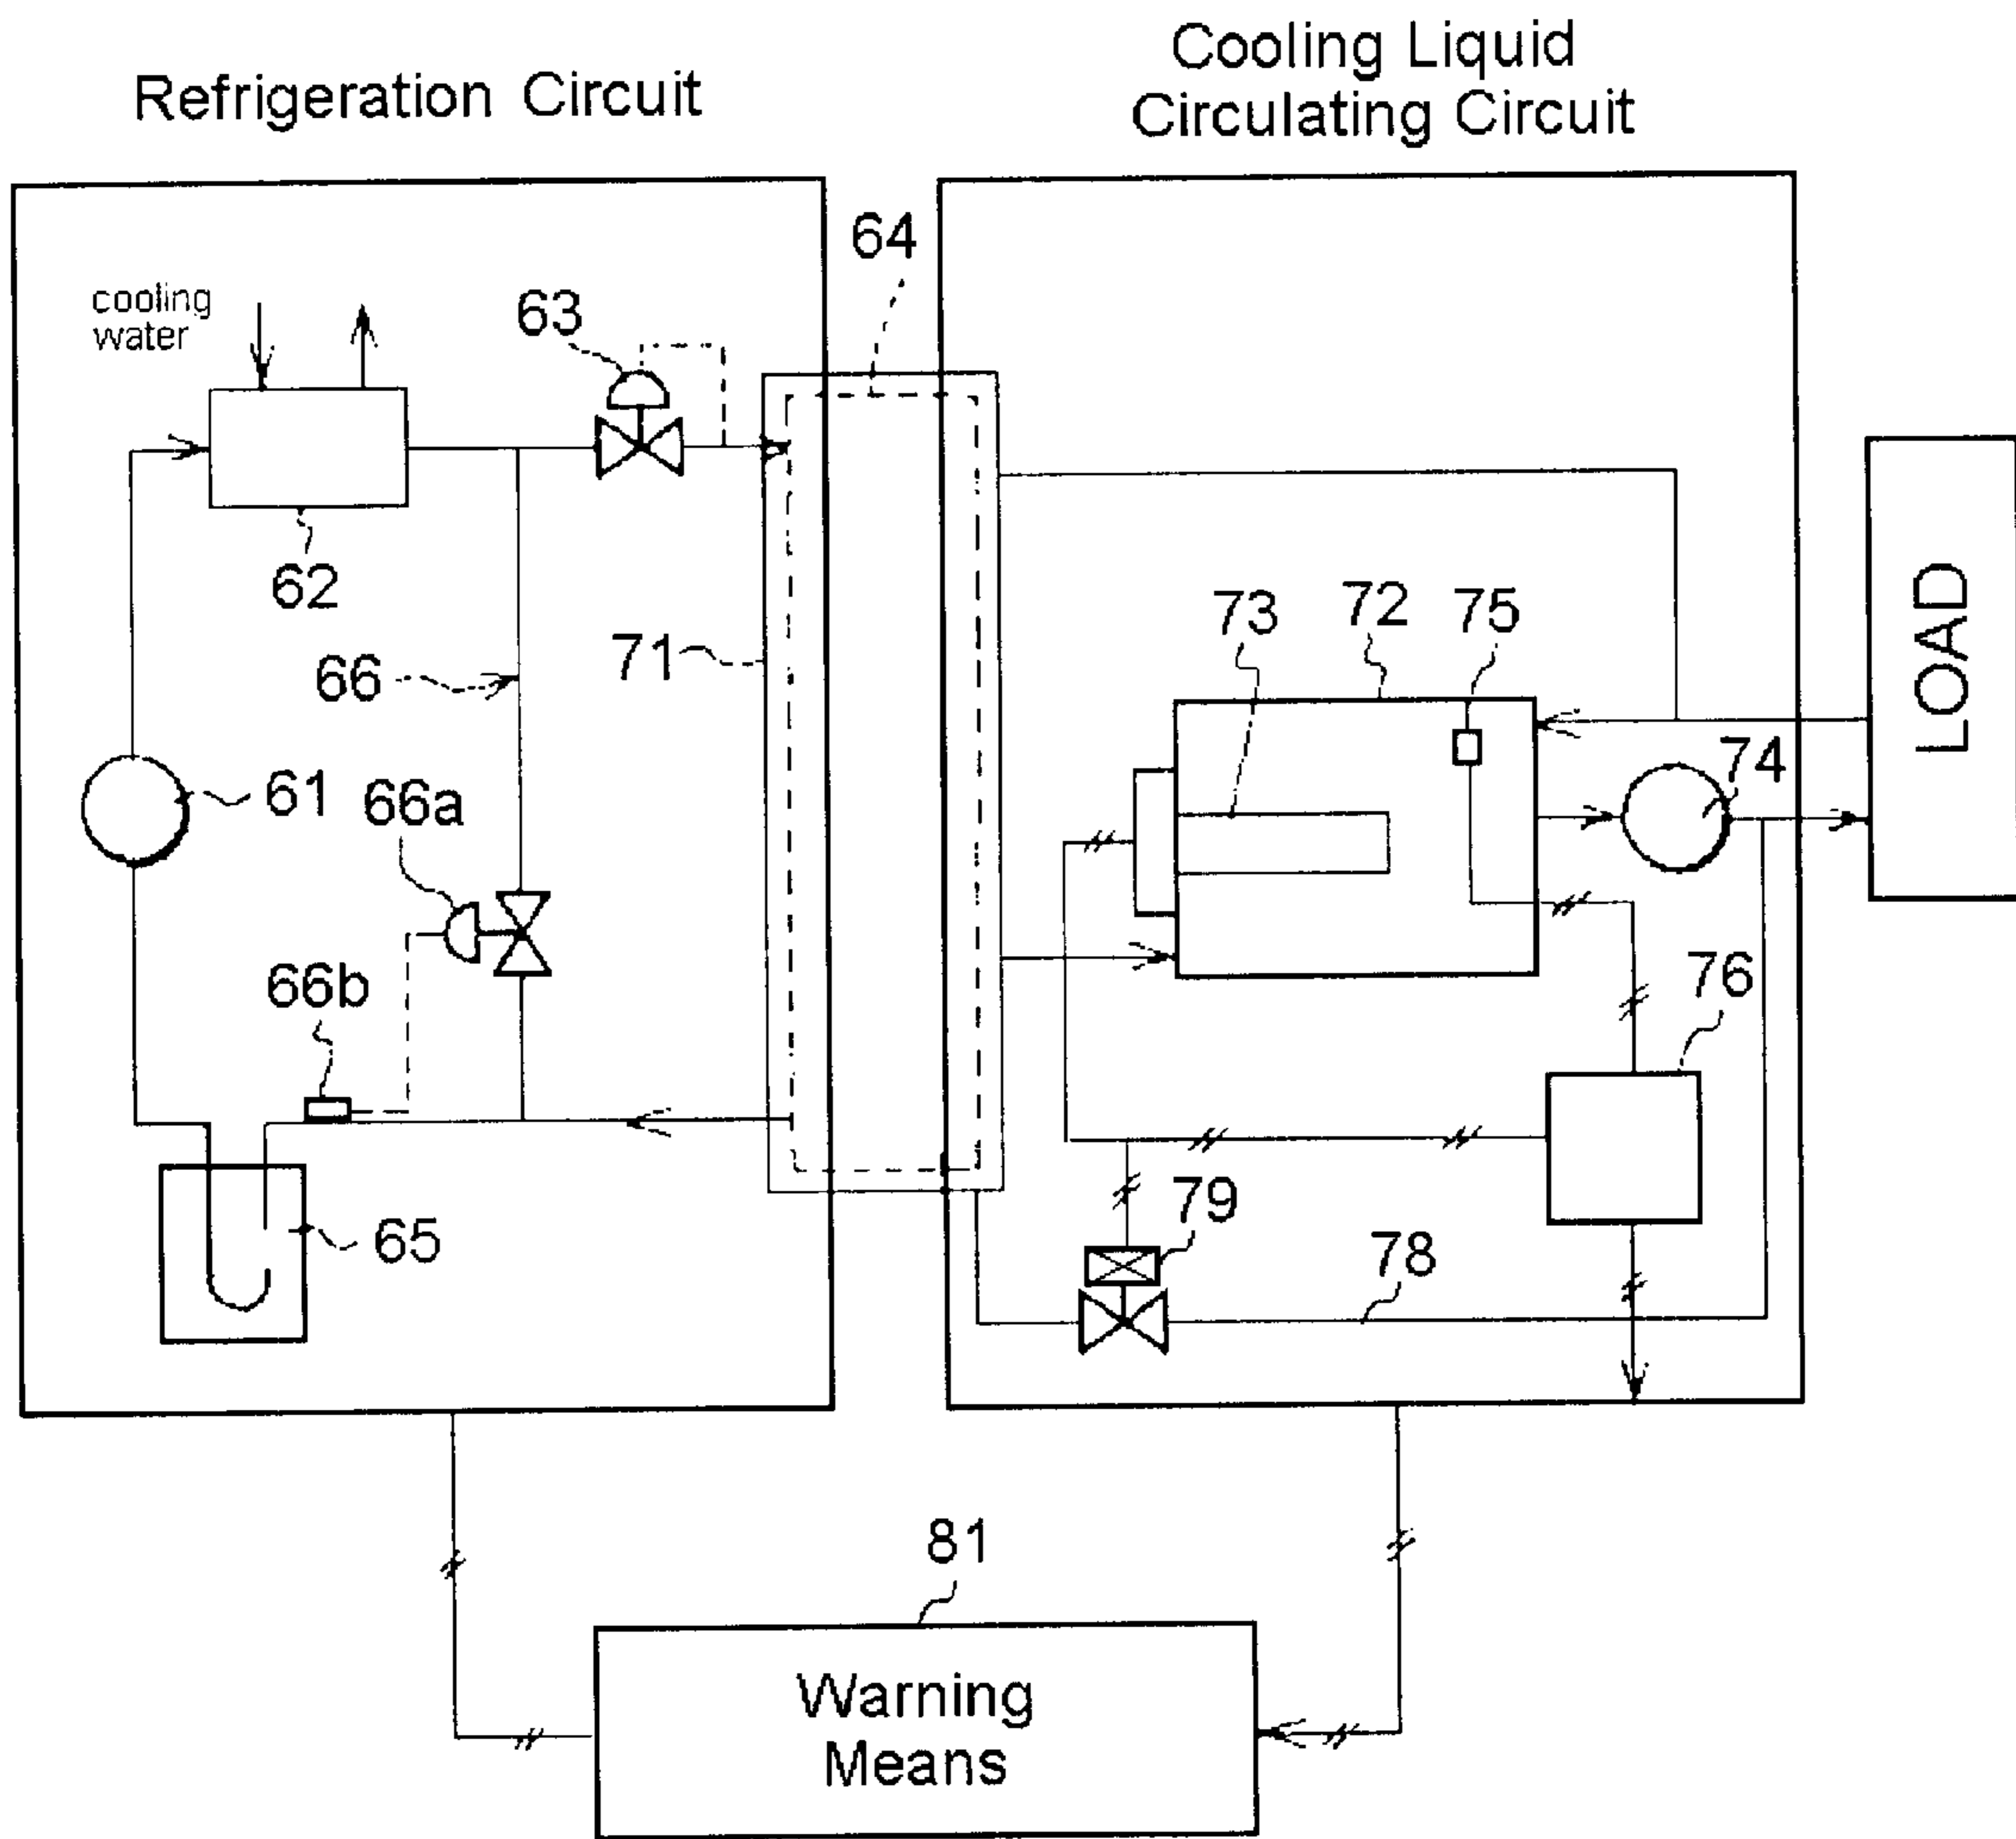 Refrigeration Circuit
Cooling Liquid
Circulating Circuit
cooling
water
63
64
62
71
66
61
66a
66b
65
73
72
75
74
LOAD
76
79
78
81
Warning
Means